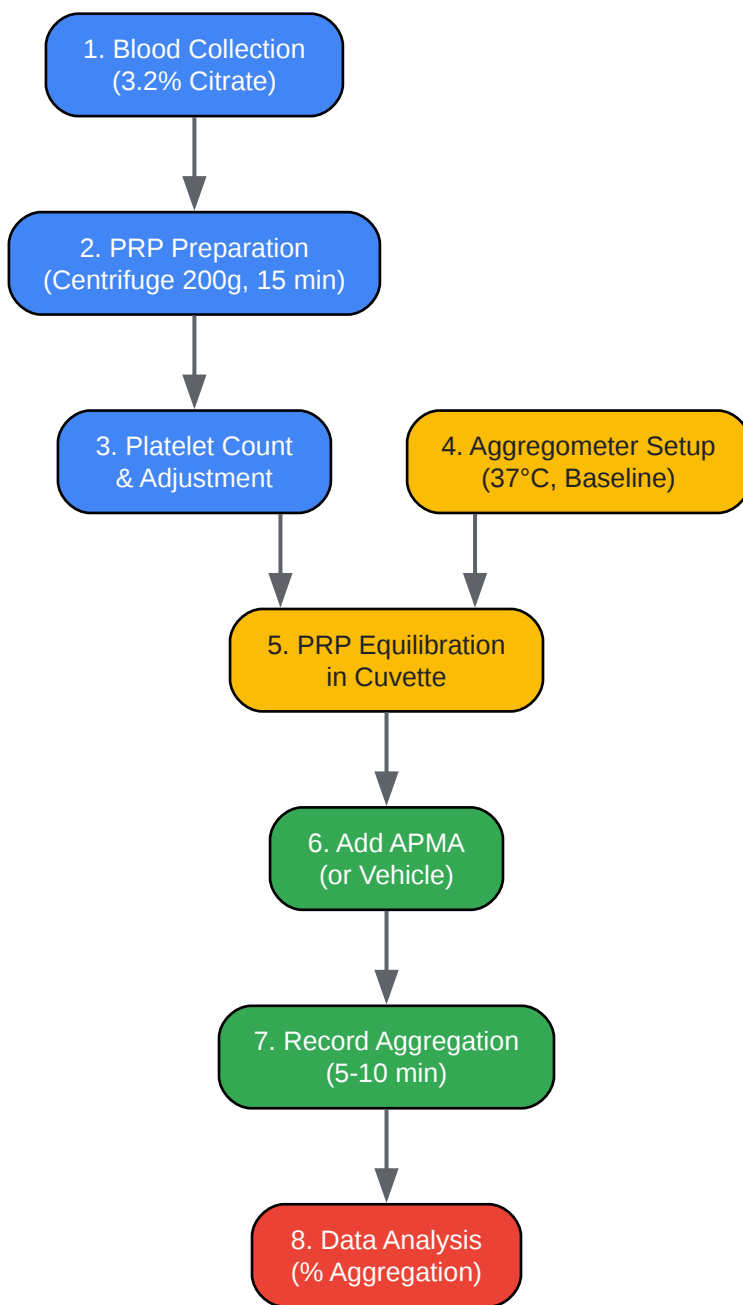 1. Blood Collection
(3.2% Citrate)
2. PRP Preparation
(Centrifuge 200g, 15 min)
3. Platelet Count
& Adjustment
4. Aggregometer Setup
(37°C, Baseline)
5. PRP Equilibration
in Cuvette
6. Add APMA
(or Vehicle)
7. Record Aggregation
(5-10 min)
8. Data Analysis
(% Aggregation)